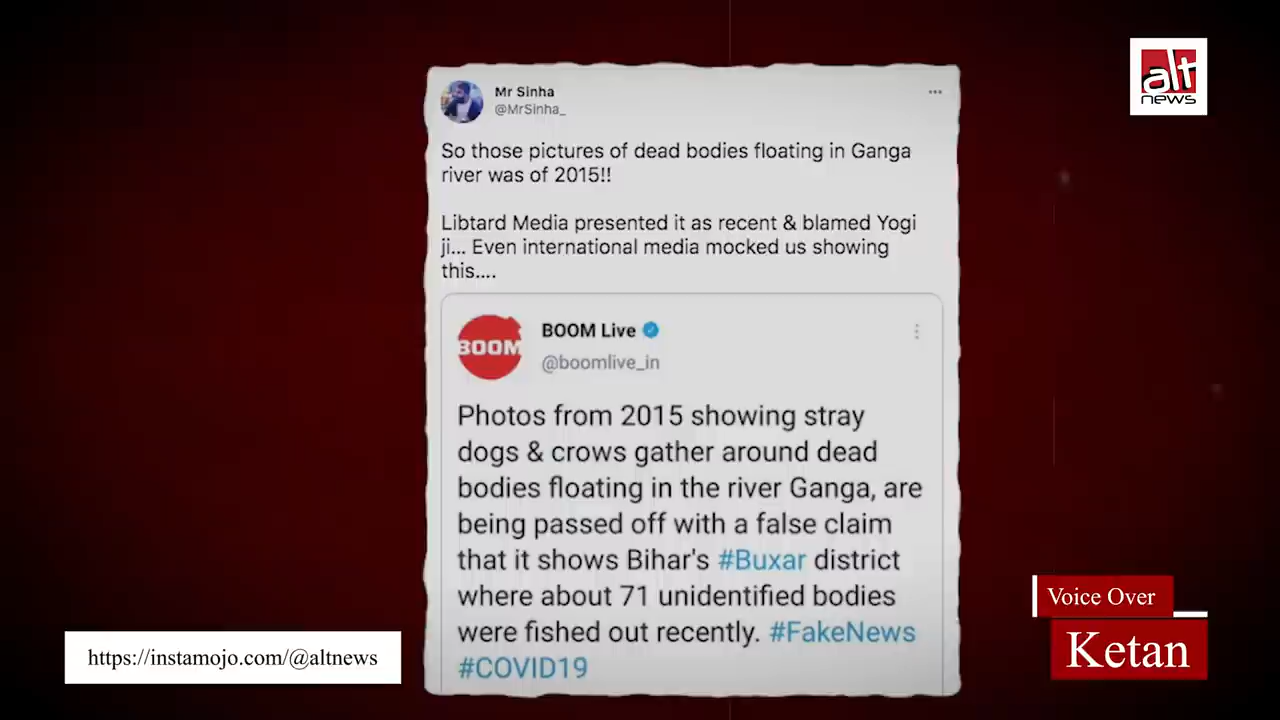 alt
news
Mr Sinha
@MrSinha_
So those pictures of dead bodies floating in Ganga
river was of 2015!!
Libtard Media presented it as recent & blamed Yogi
ji... Even international media mocked us showing
this....
BOOM
BOOM Live
@boomlive_in
Photos from 2015 showing stray
dogs & crows gather around dead
bodies floating in the river Ganga, are
being passed off with a false claim
that it shows Bihar's #Buxar district
where about 71 unidentified bodies
were fished out recently. #FakeNews
#COVID19
Voice Over
Ketan
https://instamojo.com/@altnews